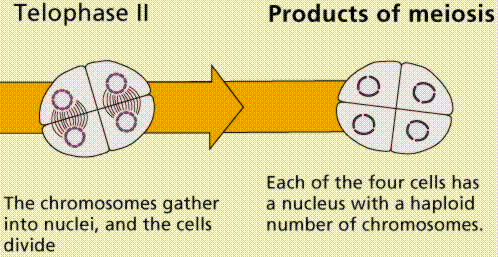 Telophase II
Products of meiosis
The chromosomes gather
into nuclei, and the cells
divide
Each of the four cells has
a nucleus with a haploid
number of chromosomes.